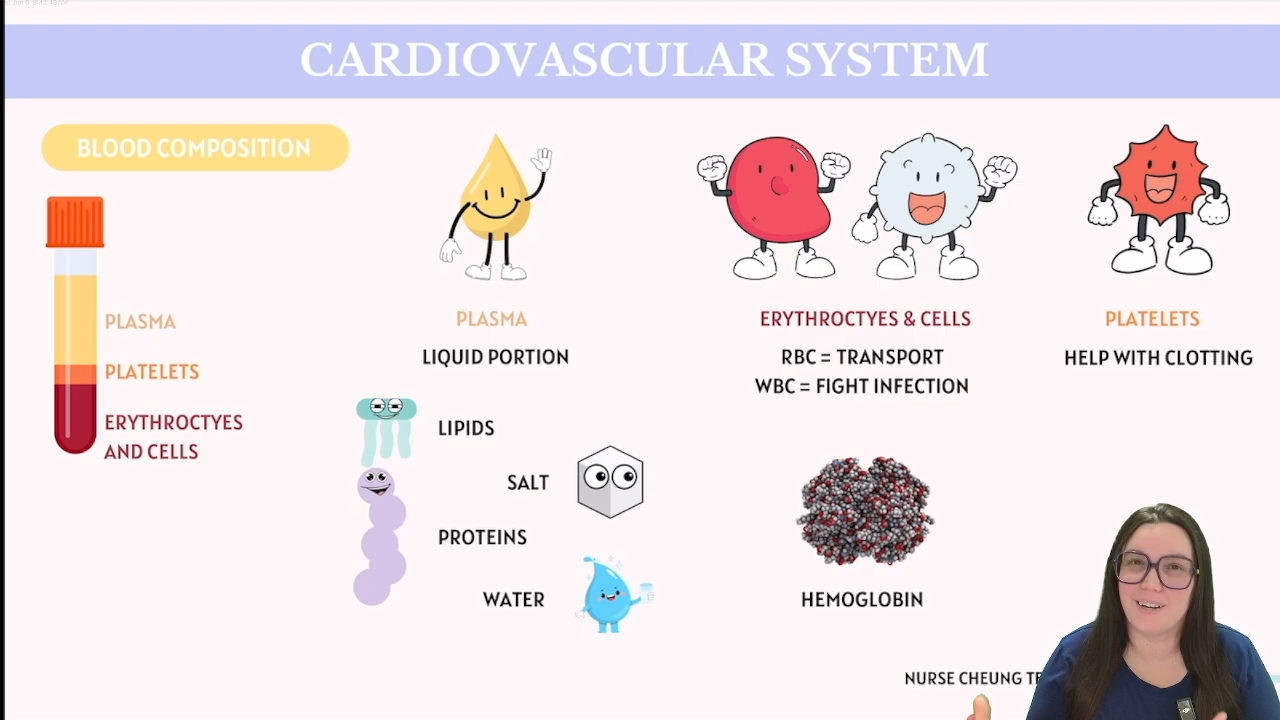 CARDIOVASCULAR SYSTEM
BLOOD COMPOSITION
PLASMA
PLATELETS
ERYTHROCTYES
AND CELLS
PLASMA
LIQUID PORTION
LIPIDS
SALT
PROTEINS
WATER
ERYTHROCTYES & CELLS
RBC = TRANSPORT
WBC = FIGHT INFECTION
HEMOGLOBIN
PLATELETS
HELP WITH CLOTTING
NURSE CHEUNG